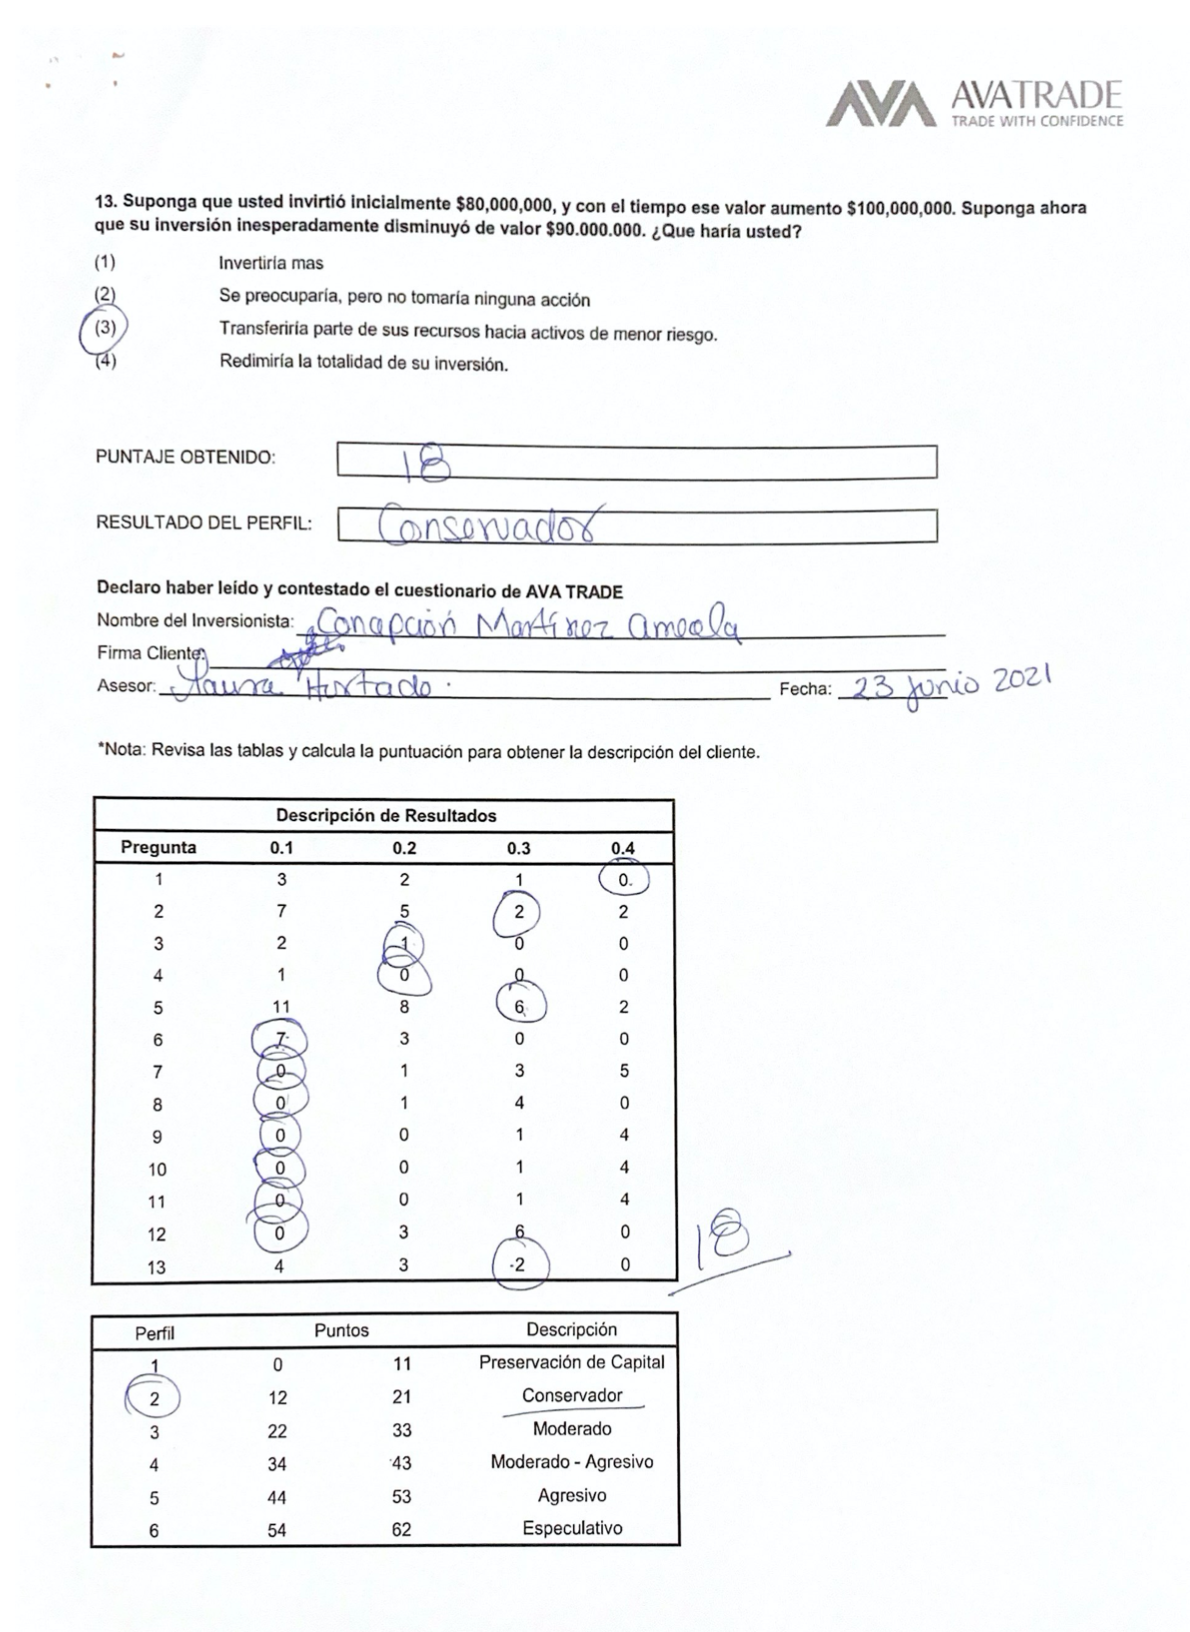 AVA AVATRADE
TRADE WITH CONFIDENCE
13. Suponga que usted invirtió inicialmente $80,000,000, y con el tiempo ese valor aumento $100,000,000. Suponga ahora
que su inversión inesperadamente disminuyó de valor $90.000.000. ¿Que haría usted?
(1) Invertiría mas
(2) Se preocuparía, pero no tomaría ninguna acción
(3) Transferiría parte de sus recursos hacia activos de menor riesgo.
(4) Redimiría la totalidad de su inversión.
PUNTAJE OBTENIDO: 18
RESULTADO DEL PERFIL: Conservador
Declaro haber leído y contestado el cuestionario de AVA TRADE
Nombre del Inversionista: Concepción Martínez ameola
Firma Cliente:
Asesor: Laura Hurtado. Fecha: 23 junio 2021
*Nota: Revisa las tablas y calcula la puntuación para obtener la descripción del cliente.
Descripción de Resultados
Pregunta 0.1 0.2 0.3 0.4
1 3 2 1 0.
2 7 5 2 2
3 2 1 0 0
4 1 0 0 0
5 11 8 6 2
6 7 3 0 0
7 0 1 3 5
8 0 1 4 0
9 0 0 1 4
10 0 0 1 4
11 0 0 1 4
12 0 3 6 0
13 4 3 2 0
18
Perfil Puntos Descripción
1 0 11 Preservación de Capital
2 12 21 Conservador
3 22 33 Moderado
4 34 43 Moderado - Agresivo
5 44 53 Agresivo
6 54 62 Especulativo